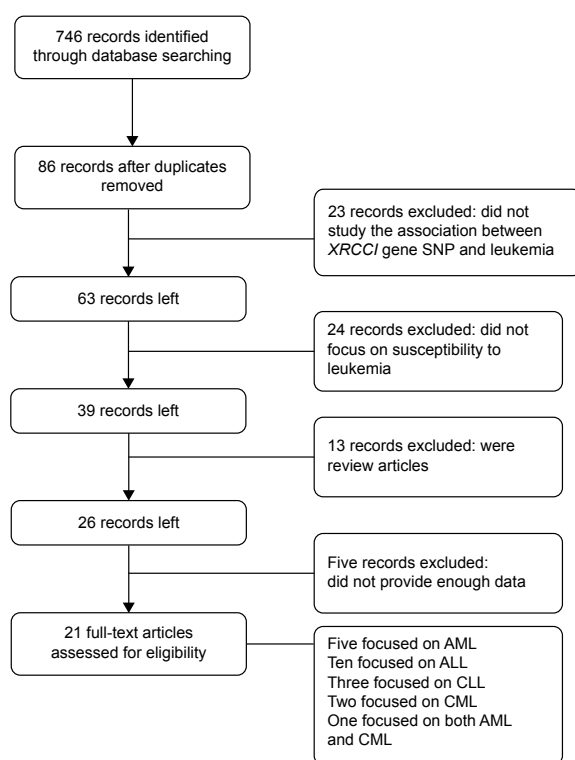 746 records identified
through database searching
86 records after duplicates
removed
23 records excluded: did not
study the association between
XRCCI gene SNP and leukemia
63 records left
24 records excluded: did not
focus on susceptibility to
leukemia
39 records left
13 records excluded: were
review articles
26 records left
Five records excluded:
did not provide enough data
21 full-text articles
assessed for eligibility
Five focused on AML
Ten focused on ALL
Three focused on CLL
Two focused on CML
One focused on both AML
and CML